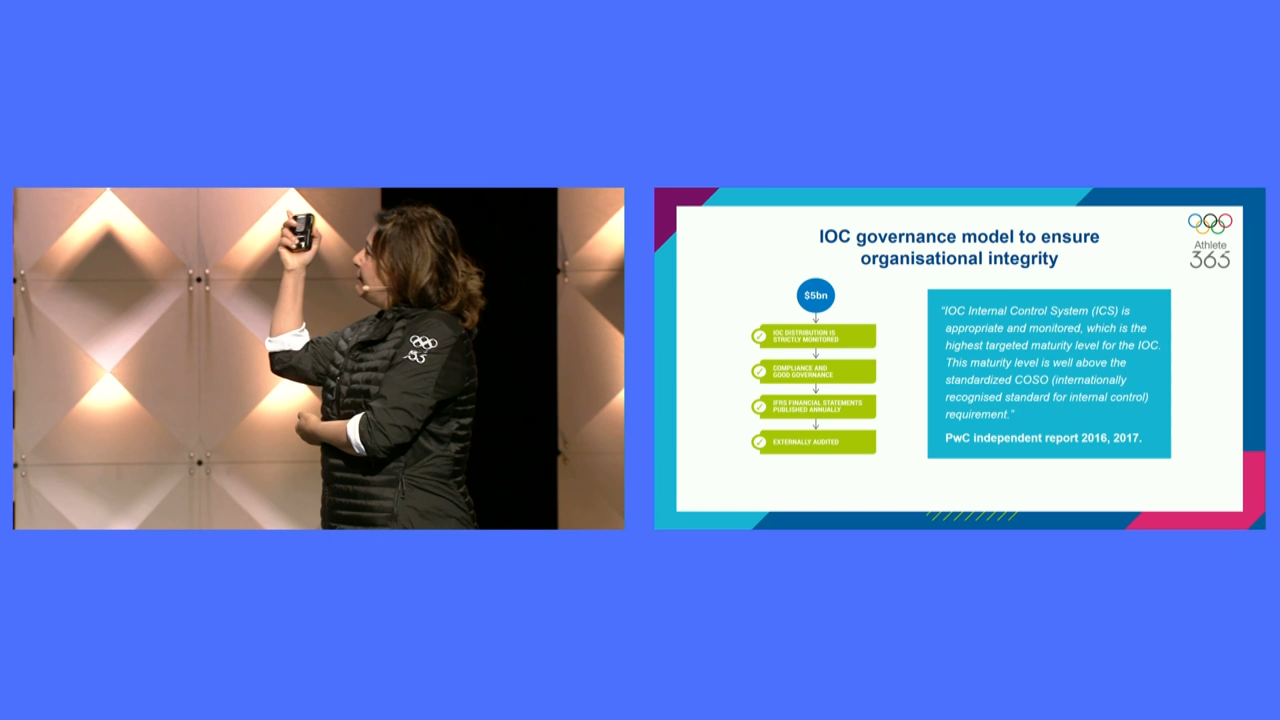 365
IOC governance model to ensure
organisational integrity
Athlete
365
$5bn
IOC DISTRIBUTION IS
STRICTLY MONITORED
COMPLIANCE AND
GOOD GOVERNANCE
IFRS FINANCIAL STATEMENTS
PUBLISHED ANNUALLY
EXTERNALLY AUDITED
“IOC Internal Control System (ICS) is
appropriate and monitored, which is the
highest targeted maturity level for the IOC.
This maturity level is well above the
standardized COSO (internationally
recognised standard for internal control)
requirement.”
PwC independent report 2016, 2017.